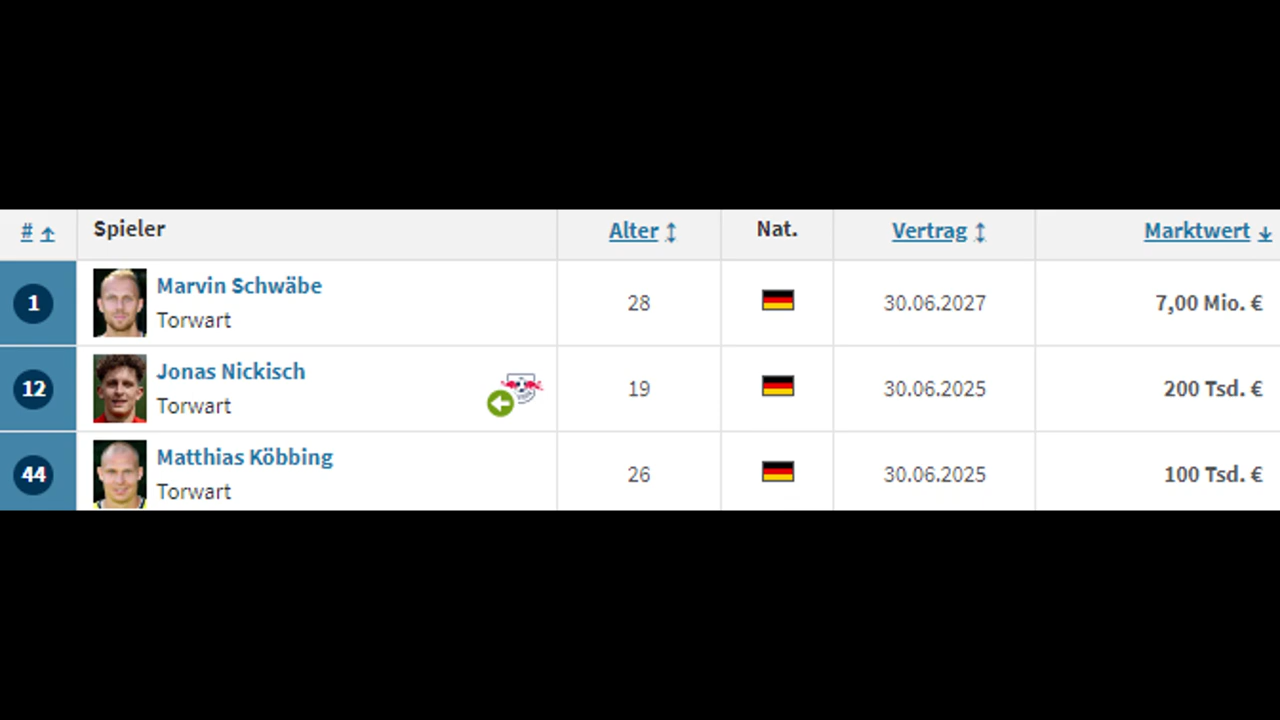 # Spieler Alter Nat. Vertrag Marktwert
1 Marvin Schwäbe 28 30.06.2027 7,00 Mio. €
Torwart
12 Jonas Nickisch 19 30.06.2025 200 Tsd. €
Torwart
44 Matthias Köbbing 26 30.06.2025 100 Tsd. €
Torwart